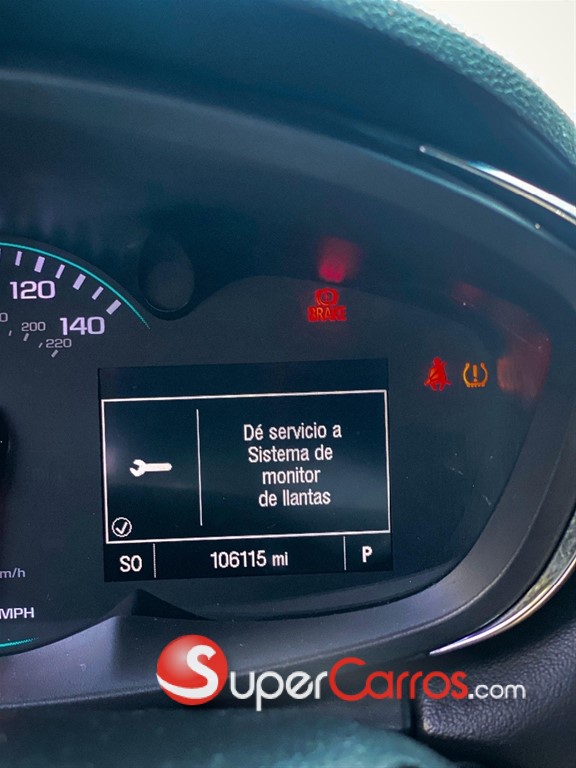 120
140
200
220
BRAKE
Dé servicio a
Sistema de
monitor
de llantas
SO 106115 mi P
m/h
MPH
SuperCarros.com